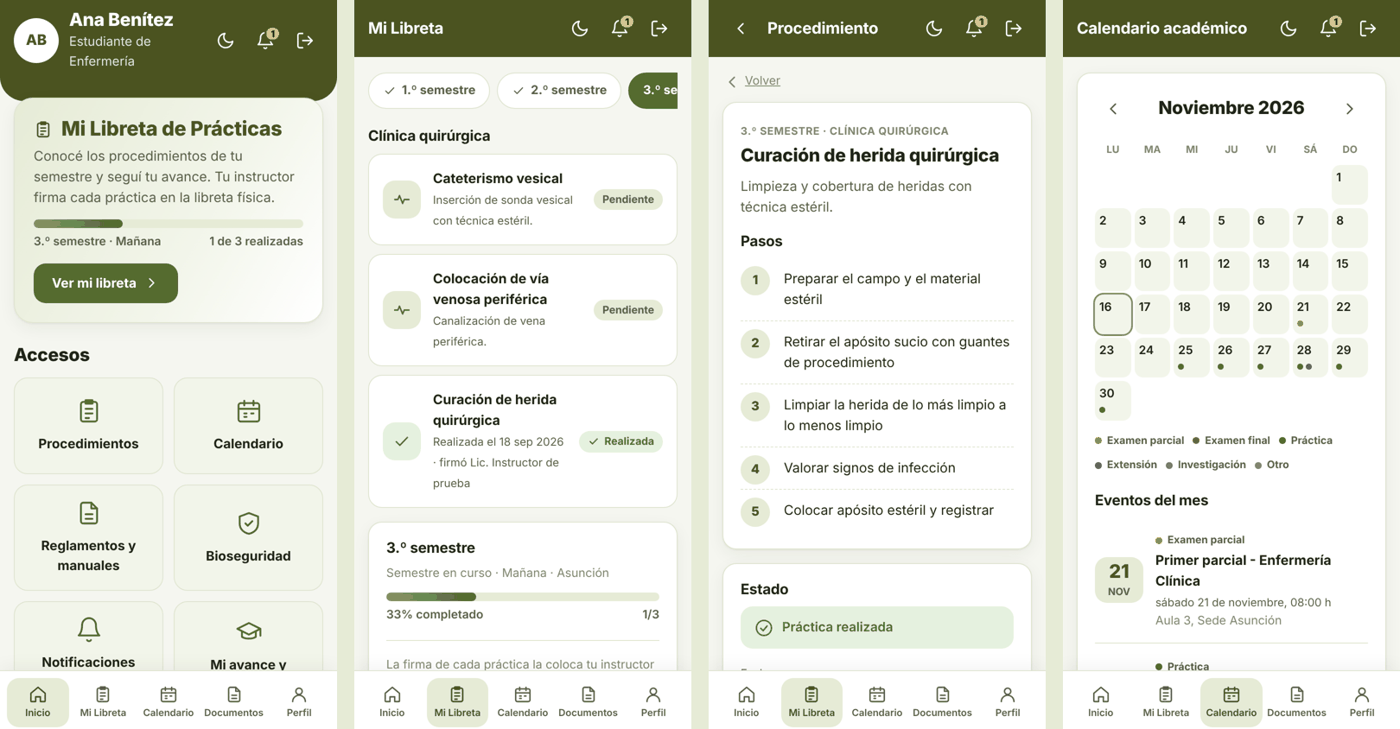 AB
Ana Benítez
Estudiante de
Enfermería
1
Mi Libreta de Prácticas
Conocé los procedimientos de tu
semestre y seguí tu avance. Tu instructor
firma cada práctica en la libreta física.
3.º semestre · Mañana
1 de 3 realizadas
Ver mi libreta
Accesos
Procedimientos
Calendario
Reglamentos y
manuales
Bioseguridad
Notificaciones
Mi avance y
Inicio
Mi Libreta
Calendario
Documentos
Perfil
Mi Libreta
1
1.º semestre
2.º semestre
3.º se
Clínica quirúrgica
Cateterismo vesical
Inserción de sonda vesical
con técnica estéril.
Pendiente
Colocación de vía
venosa periférica
Canalización de vena
periférica.
Pendiente
Curación de herida
quirúrgica
Realizada el 18 sep 2026
· firmó Lic. Instructor de
prueba
Realizada
3.º semestre
Semestre en curso · Mañana · Asunción
33% completado
1/3
La firma de cada práctica la coloca tu instructor
Inicio
Mi Libreta
Calendario
Documentos
Perfil
Procedimiento
1
Volver
3.º SEMESTRE · CLÍNICA QUIRÚRGICA
Curación de herida quirúrgica
Limpieza y cobertura de heridas con
técnica estéril.
Pasos
1 Preparar el campo y el material
estéril
2 Retirar el apósito sucio con guantes
de procedimiento
3 Limpiar la herida de lo más limpio a
lo menos limpio
4 Valorar signos de infección
5 Colocar apósito estéril y registrar
Estado
Práctica realizada
Inicio
Mi Libreta
Calendario
Documentos
Perfil
Calendario académico
1
Noviembre 2026
LU MA MI JU VI SÁ DO
1
2 3 4 5 6 7 8
9 10 11 12 13 14 15
16 17 18 19 20 21 22
23 24 25 26 27 28 29
30
Examen parcial Examen final Práctica
Extensión Investigación Otro
Eventos del mes
21
NOV
Examen parcial
Primer parcial - Enfermería
Clínica
sábado 21 de noviembre, 08:00 h
Aula 3, Sede Asunción
Práctica
Inicio
Mi Libreta
Calendario
Documentos
Perfil